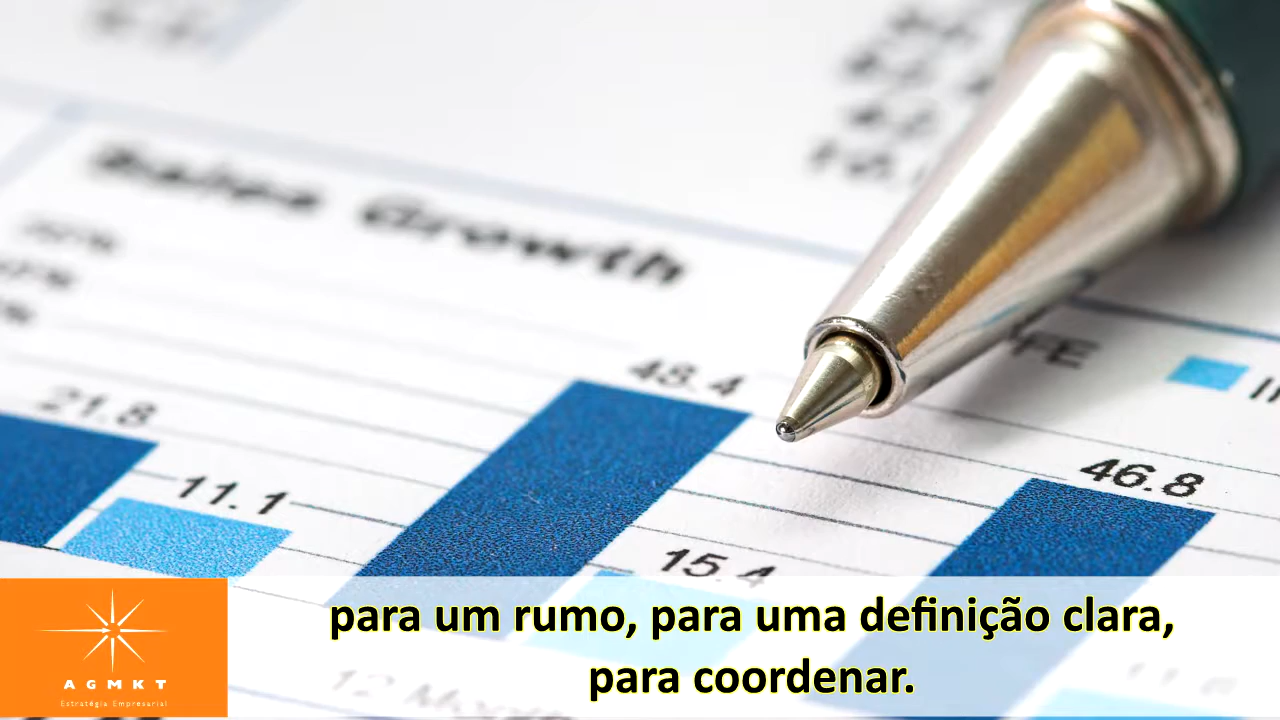 Sales Growth
48.4
21.8
46.8
11.1
15.4
para um rumo, para uma definição clara,
para coordenar.
AGMKT
Estratégia Empresarial